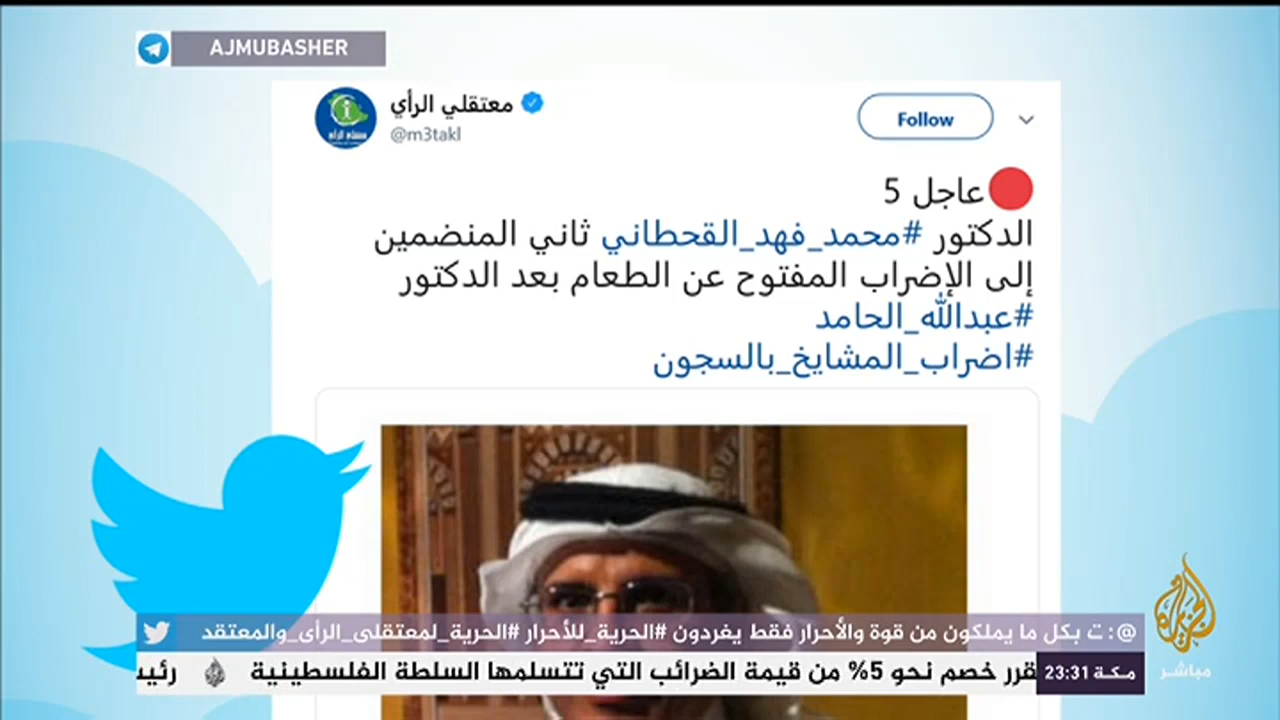 AJMUBASHER
معتقلي الرأي
@m3takl
Follow
عاجل 5
الدكتور #محمد_فهد_القحطاني ثاني المنضمين
إلى الإضراب المفتوح عن الطعام بعد الدكتور
#عبدالله_الحامد
#اضراب_المشايخ_بالسجون
@: ت بكل ما يملكون من قوة والأحرار فقط يغردون #الحرية_للأحرار #الحرية_لمعتقلى_الرأى_والمعتقد
مكة 23:31
قرر خصم نحو 5% من قيمة الضرائب التي تتسلمها السلطة الفلسطينية
الجزيرة
مباشر